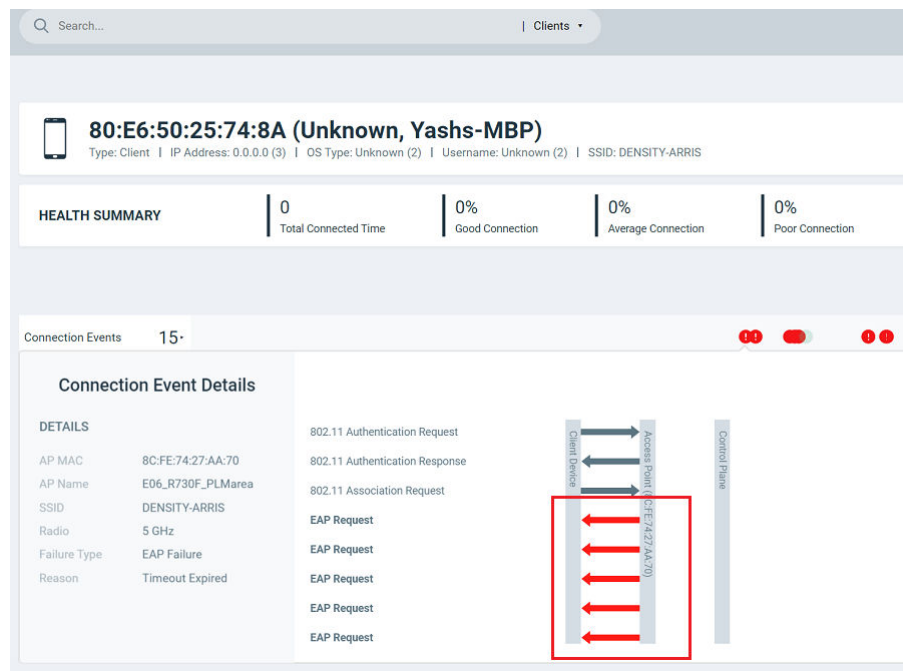 Search...
| Clients
80:E6:50:25:74:8A (Unknown, Yashs-MBP)
Type: Client | IP Address: 0.0.0.0 (3) | OS Type: Unknown (2) | Username: Unknown (2) | SSID: DENSITY-ARRIS
HEALTH SUMMARY
0
Total Connected Time
0%
Good Connection
0%
Average Connection
0%
Poor Connection
Connection Events 15
Connection Event Details
DETAILS
AP MAC 8C:FE:74:27:AA:70
AP Name E06_R730F_PLMarea
SSID DENSITY-ARRIS
Radio 5 GHz
Failure Type EAP Failure
Reason Timeout Expired
802.11 Authentication Request
802.11 Authentication Response
802.11 Association Request
EAP Request
EAP Request
EAP Request
EAP Request
EAP Request
Client Device
Access Point (8C:FE:74:27:AA:70)
Control Plane